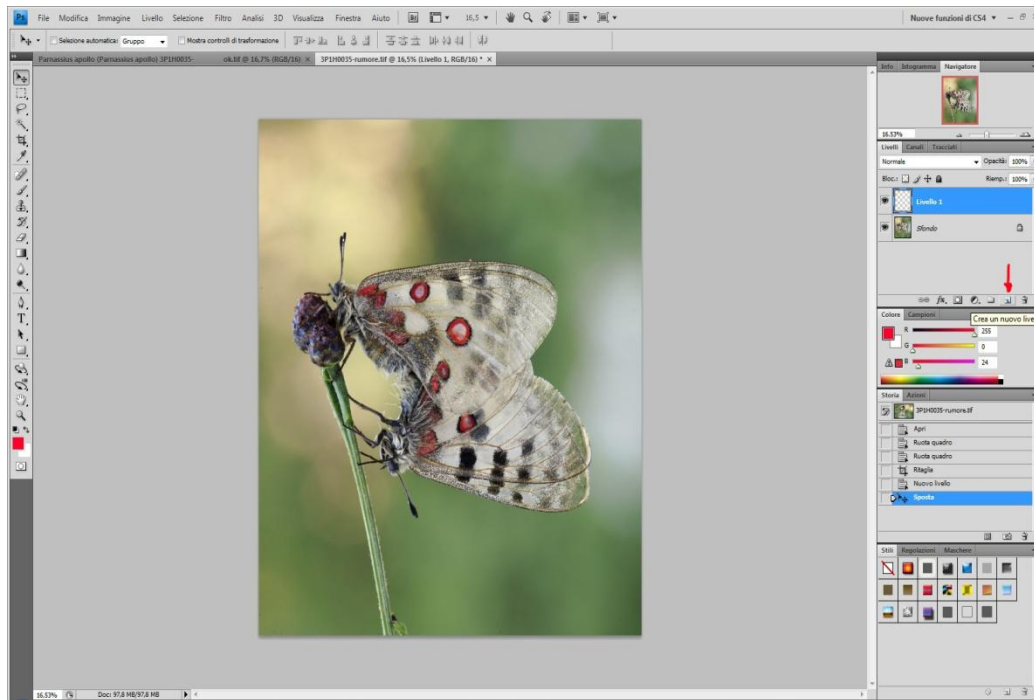 Ps File Modifica Immagine Livello Selezione Filtro Analisi 3D Visualizza Finestra Aiuto Br 16,5 Nuove funzioni di CS4
Selezione automatica: Gruppo Mostra controlli di trasformazione
Parnassius apollo (Parnassius apollo) 3P1H0035- ok.tif @ 16,7% (RGB/16) × 3P1H0035-rumore.tif @ 16,5% (Livello 1, RGB/16) * ×
Info Istogramma Navigatore
16.53%
Livelli Canali Tracciati
Normale Opacità: 100%
Bloc.: Riemp.: 100%
Livello 1
Sfondo
fx.
Crea un nuovo live
Colore Campioni
R 255
G 0
B 24
Storia Azioni
3P1H0035-rumore.tif
Apri
Ruota quadro
Ruota quadro
Ritaglia
Nuovo livello
Sposta
Stili Regolazioni Maschere
T
16.53% Doc: 97,8 MB/97,8 MB